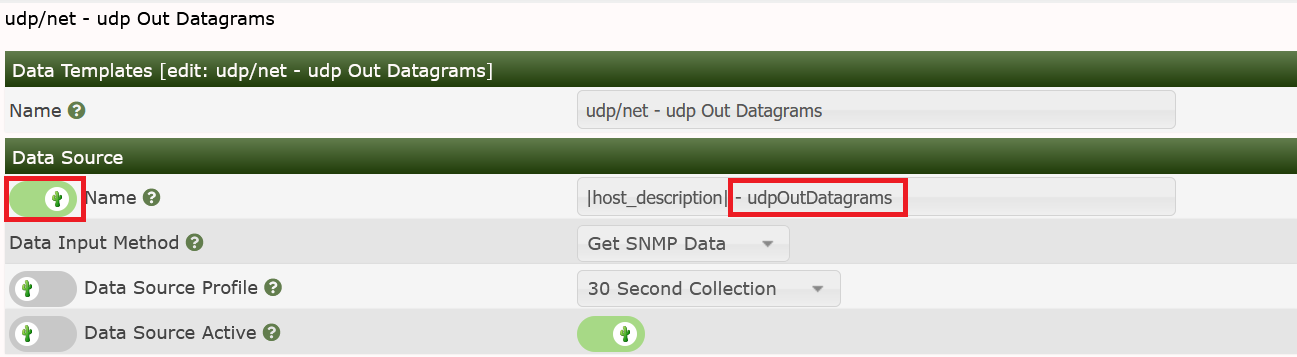 udp/net - udp Out Datagrams
Data Templates [edit: udp/net - udp Out Datagrams]
Name ? udp/net - udp Out Datagrams
Data Source
Name ? |host_description| - udpOutDatagrams
Data Input Method ? Get SNMP Data
Data Source Profile ? 30 Second Collection
Data Source Active ?